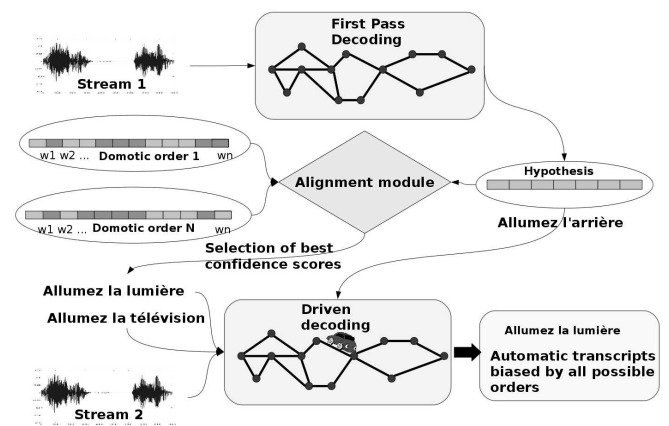 First Pass
Decoding
Stream 1
w1 w2 ... Domotic order 1 wn
Alignment module
Hypothesis
w1 w2 ... Domotic order N wn
Allumez l'arrière
Selection of best
confidence scores
Allumez la lumière
Allumez la télévision
Driven
decoding
Allumez la lumière
Automatic transcripts
biased by all possible
orders
Stream 2